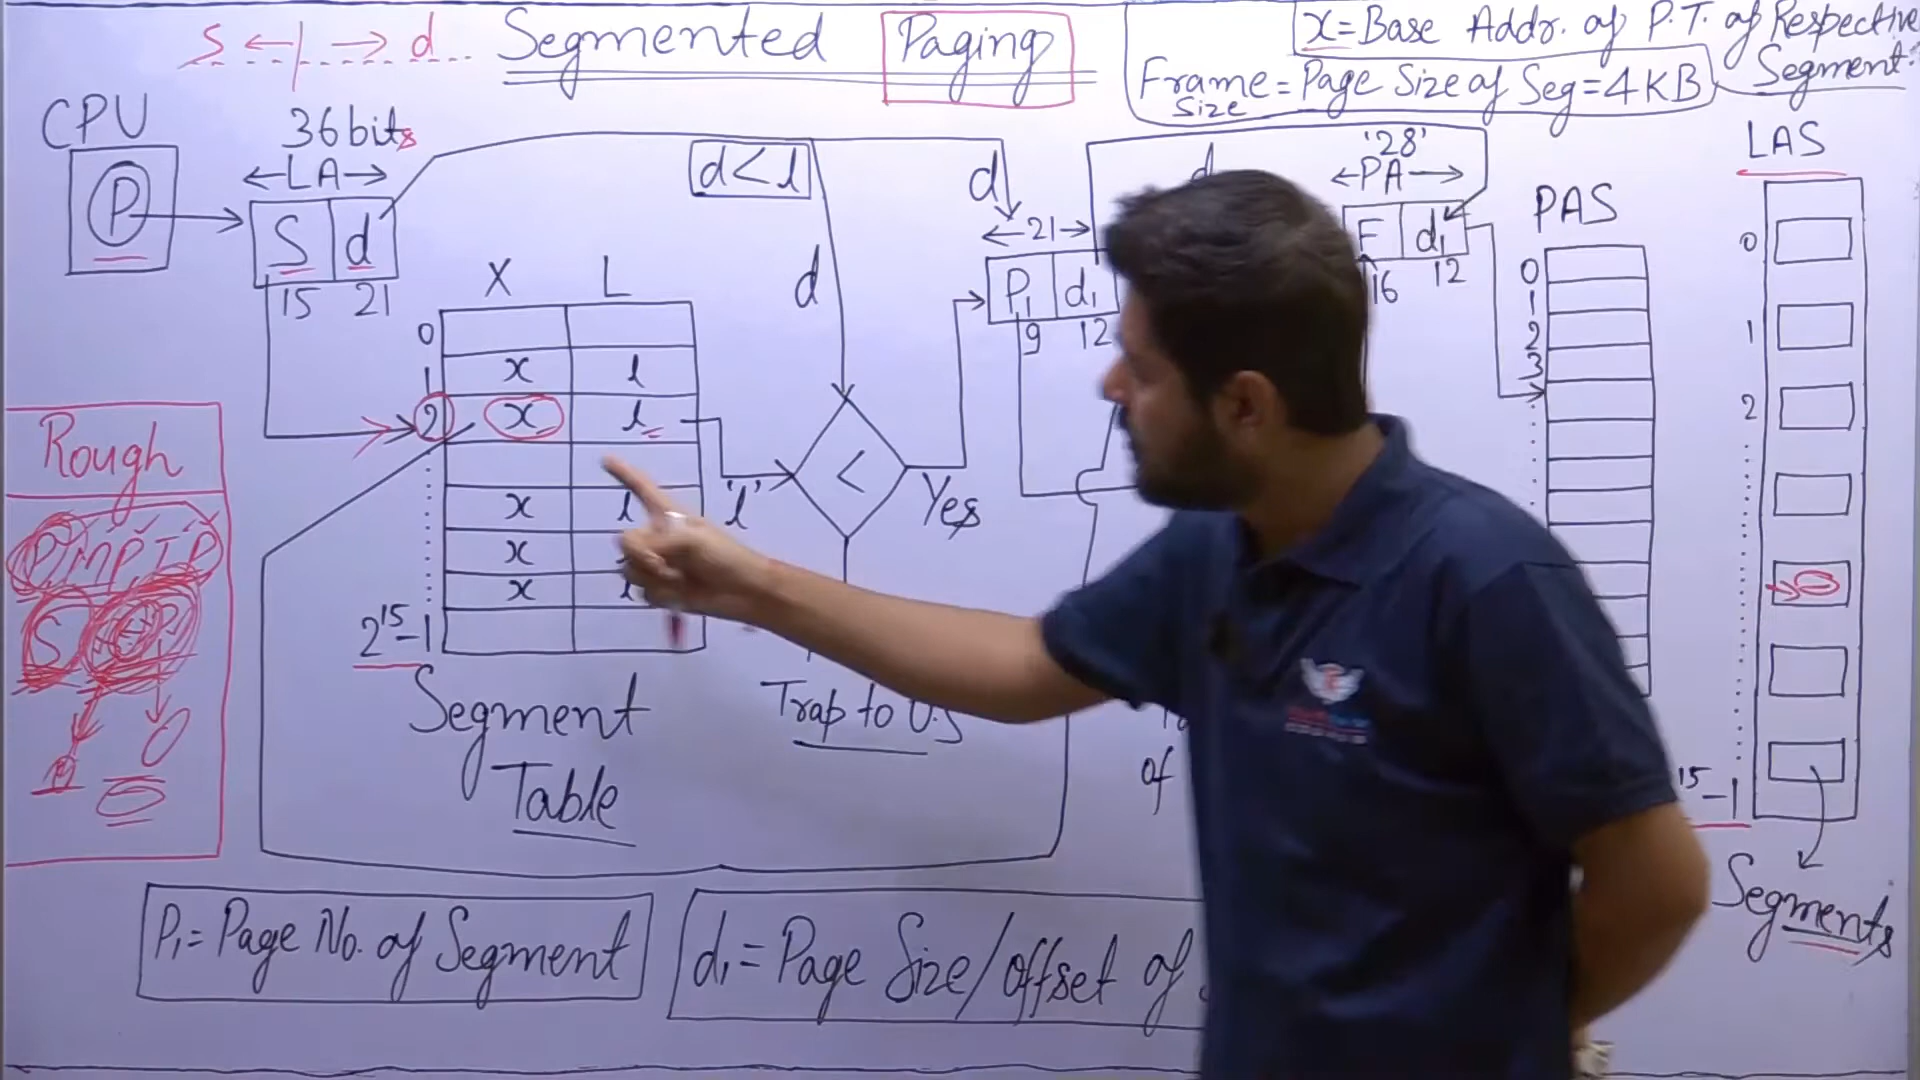 S ←|→ d
Segmented Paging
x=Base Addr. of P.T. of Respective Segment.
Frame Size = Page Size of Seg=4KB
CPU
P
36 bits
←LA→
S d
15 21
d<l
d
d
←21→
P1 d1
9 12
d
'28'
←PA→
F d1
16 12
PAS
0
1
2
3
LAS
0
1
2
15-1
Segments
X L
0
1 x l
2 x l
x l
x
x l
2^15-1
Segment
Table
'l'
<
Yes
Trap to O.S
of
Rough
S
P1=Page No. of Segment
d1=Page Size/offset of